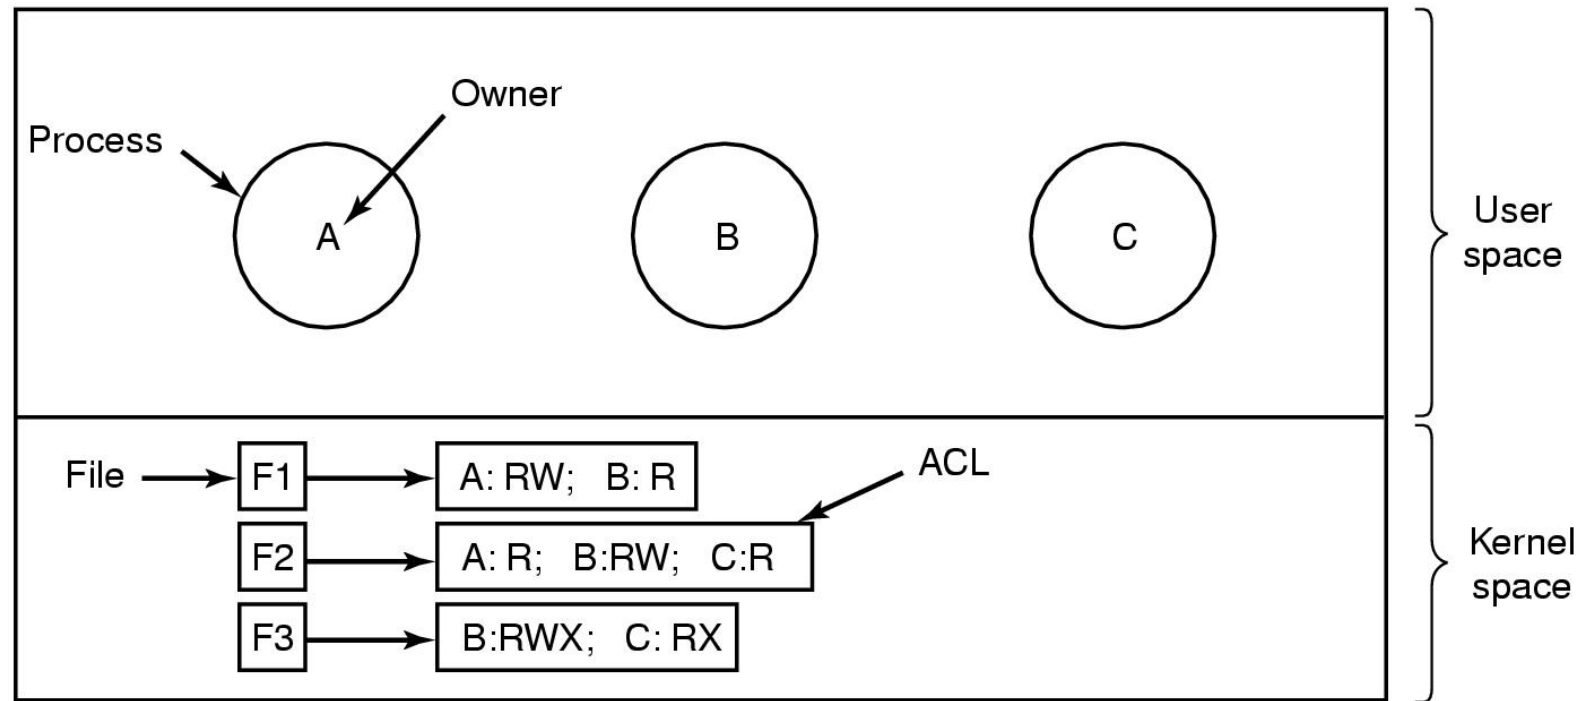 Owner
Process
A
B
C
User
space
File
F1
A: RW; B: R
ACL
F2
A: R; B:RW; C:R
F3
B:RWX; C: RX
Kernel
space